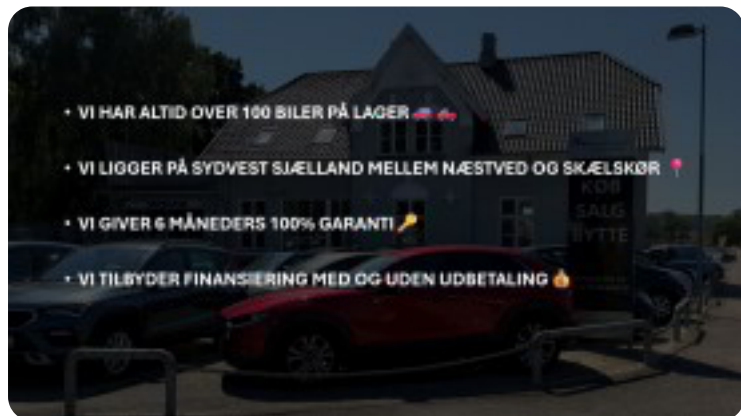 • VI HAR ALTID OVER 100 BILER PÅ LAGER 🚗 🛻
• VI LIGGER PÅ SYDVEST SJÆLLAND MELLEM NÆSTVED OG SKÆLSKØR 📍
• VI GIVER 6 MÅNEDERS 100% GARANTI 🔑
• VI TILBYDER FINANSIERING MED OG UDEN UDBETALING 💰
KØB
SALG
BYTTE